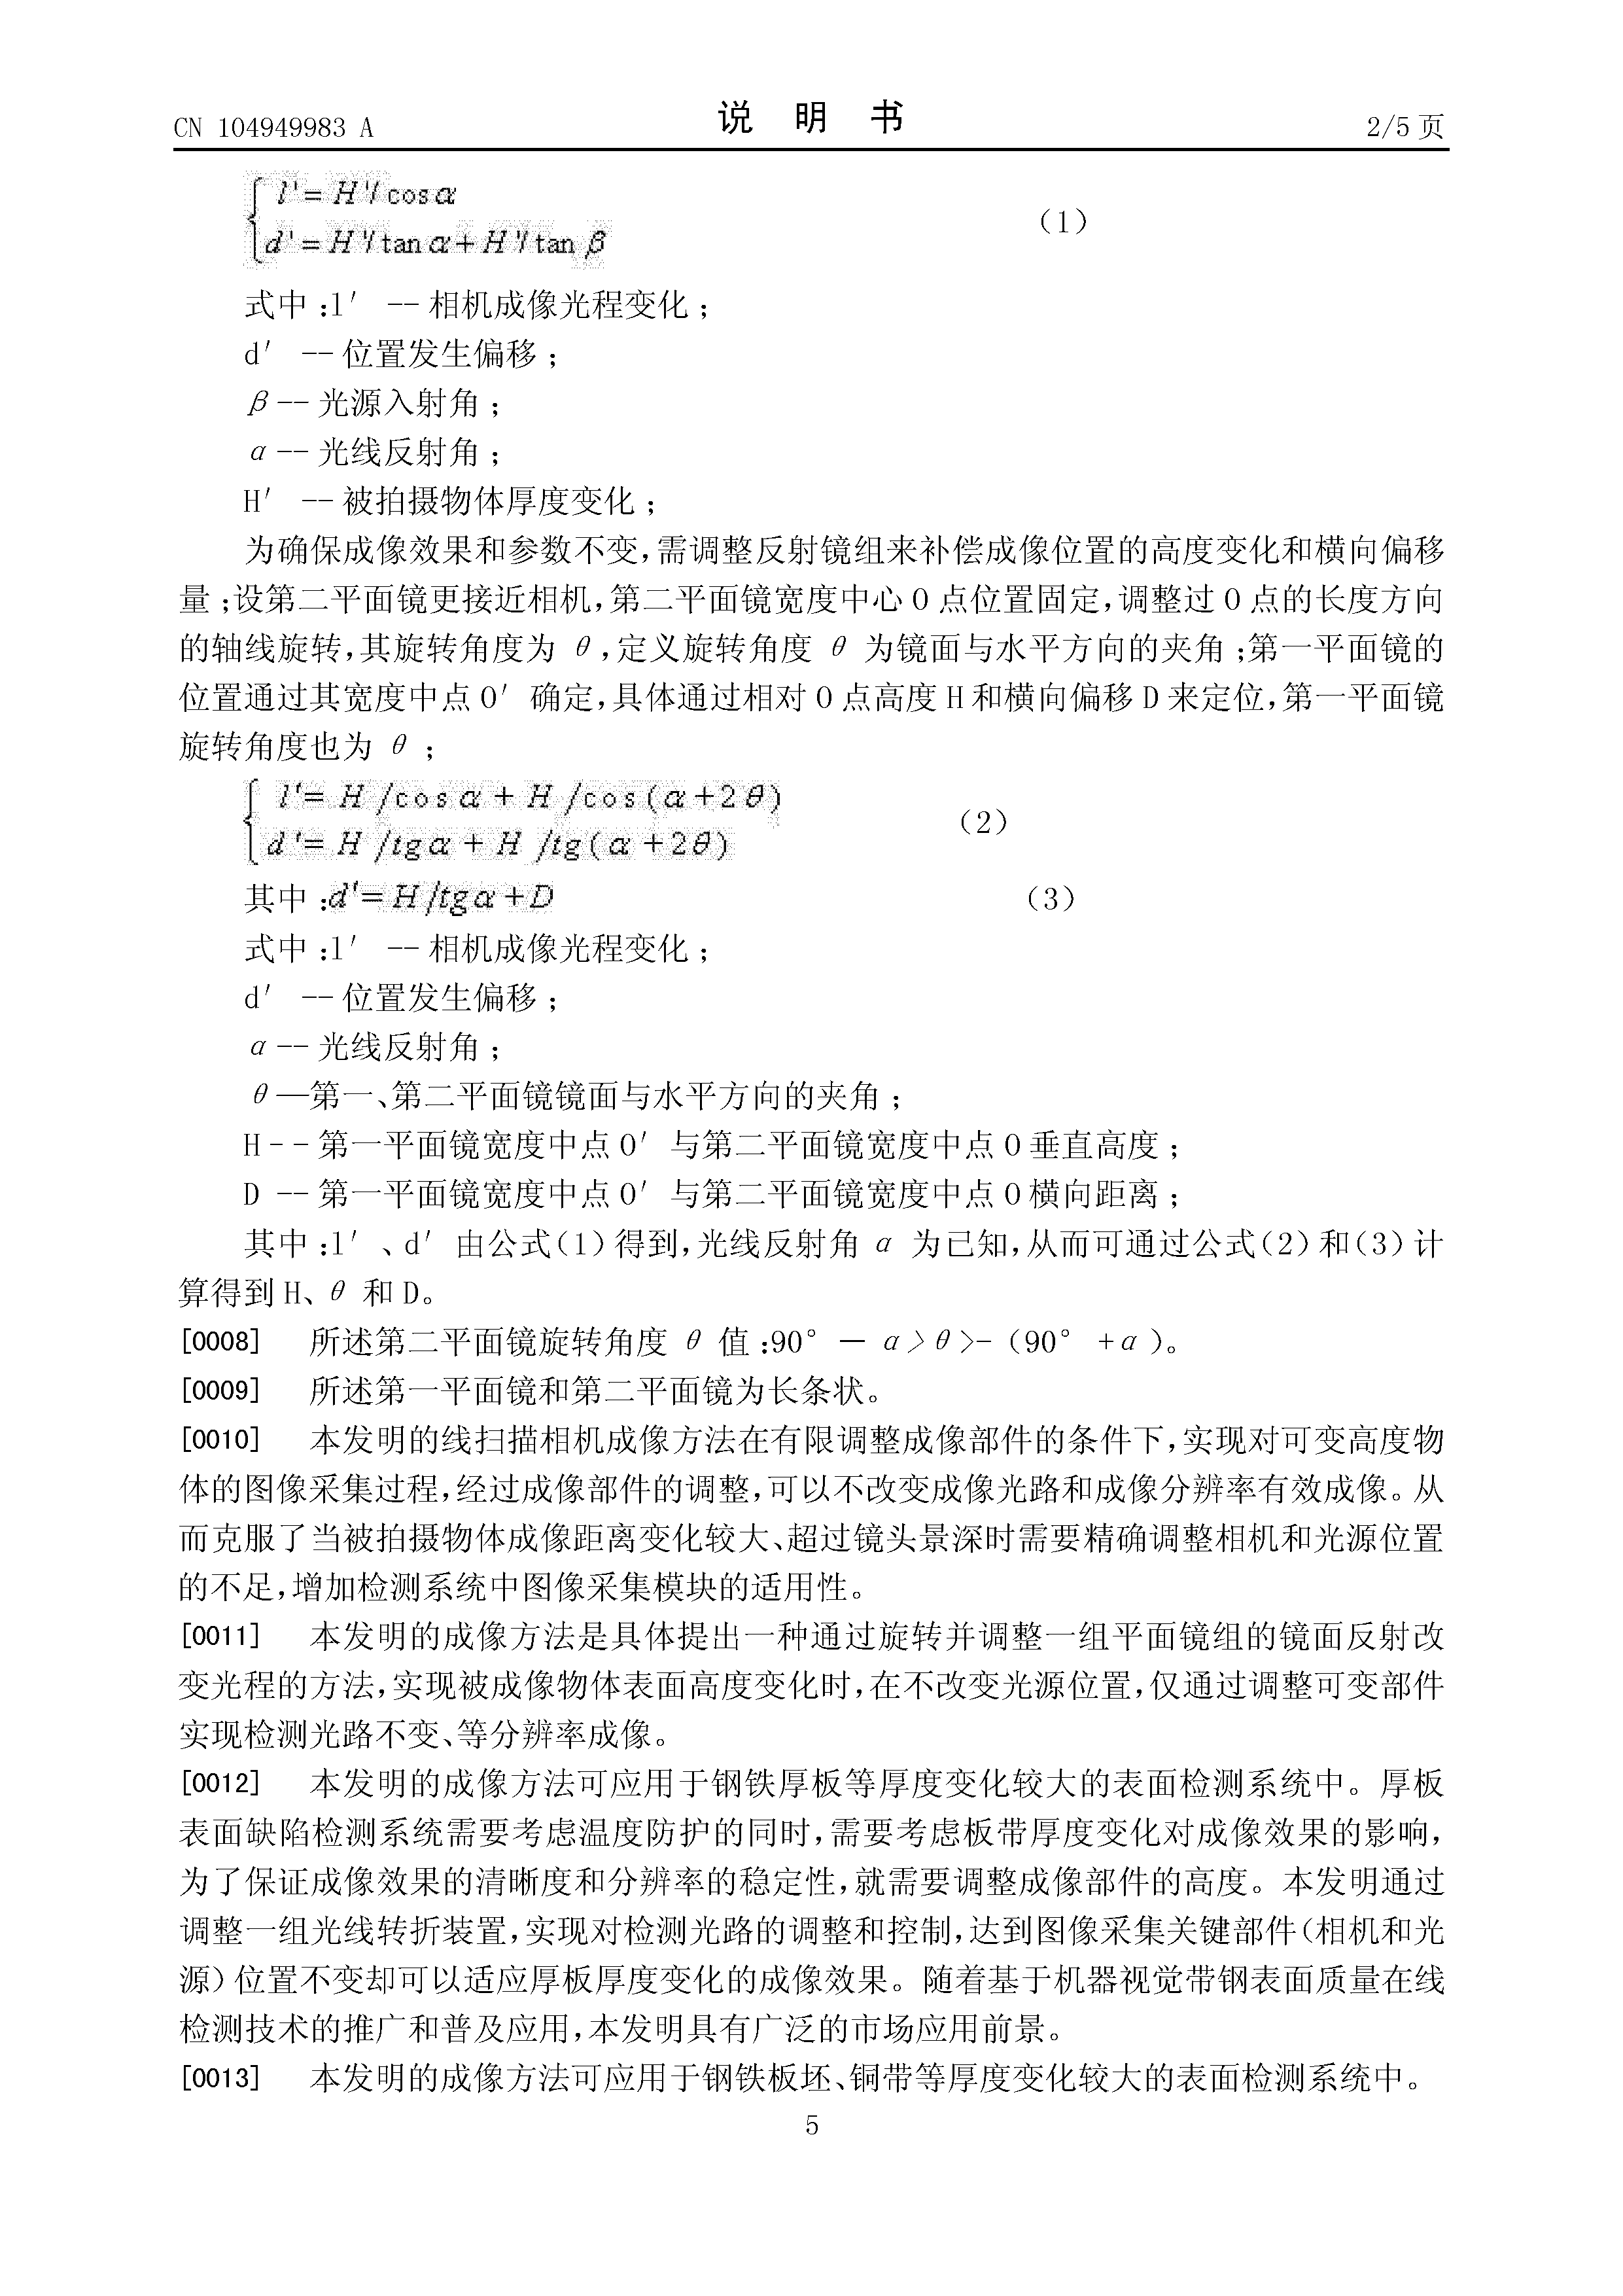 CN 104949983 A
说 明 书
2/5 页
l'=H'/cosα
d'=H'/tanα+H'/tanβ
(1)
式中:l′ --相机成像光程变化;
d′ --位置发生偏移;
β--光源入射角;
α--光线反射角;
H′ --被拍摄物体厚度变化;
为确保成像效果和参数不变,需调整反射镜组来补偿成像位置的高度变化和横向偏移
量;设第二平面镜更接近相机,第二平面镜宽度中心O点位置固定,调整过O点的长度方向
的轴线旋转,其旋转角度为 θ,定义旋转角度 θ 为镜面与水平方向的夹角;第一平面镜的
位置通过其宽度中点O′ 确定,具体通过相对O点高度H和横向偏移D来定位,第一平面镜
旋转角度也为 θ ;
l'=H/cosα+H/cos(α+2θ)
d'=H/tgα+H/tg(α+2θ)
(2)
其中:d'=H/tgα+D (3)
式中:l′ --相机成像光程变化;
d′ --位置发生偏移;
α--光线反射角;
θ—第一、第二平面镜镜面与水平方向的夹角;
H--第一平面镜宽度中点O′ 与第二平面镜宽度中点O垂直高度;
D --第一平面镜宽度中点O′ 与第二平面镜宽度中点O横向距离;
其中:l′ 、d′ 由公式(1)得到,光线反射角 α 为已知,从而可通过公式(2)和(3)计
算得到H、θ 和D。
[0008] 所述第二平面镜旋转角度 θ 值:90° — α>θ>-(90° +α)。
[0009] 所述第一平面镜和第二平面镜为长条状。
[0010] 本发明的线扫描相机成像方法在有限调整成像部件的条件下,实现对可变高度物
体的图像采集过程,经过成像部件的调整,可以不改变成像光路和成像分辨率有效成像。从
而克服了当被拍摄物体成像距离变化较大、超过镜头景深时需要精确调整相机和光源位置
的不足,增加检测系统中图像采集模块的适用性。
[0011] 本发明的成像方法是具体提出一种通过旋转并调整一组平面镜组的镜面反射改
变光程的方法,实现被成像物体表面高度变化时,在不改变光源位置,仅通过调整可变部件
实现检测光路不变、等分辨率成像。
[0012] 本发明的成像方法可应用于钢铁厚板等厚度变化较大的表面检测系统中。厚板
表面缺陷检测系统需要考虑温度防护的同时,需要考虑板带厚度变化对成像效果的影响,
为了保证成像效果的清晰度和分辨率的稳定性,就需要调整成像部件的高度。本发明通过
调整一组光线转折装置,实现对检测光路的调整和控制,达到图像采集关键部件(相机和光
源)位置不变却可以适应厚板厚度变化的成像效果。随着基于机器视觉带钢表面质量在线
检测技术的推广和普及应用,本发明具有广泛的市场应用前景。
[0013] 本发明的成像方法可应用于钢铁板坯、铜带等厚度变化较大的表面检测系统中。
5